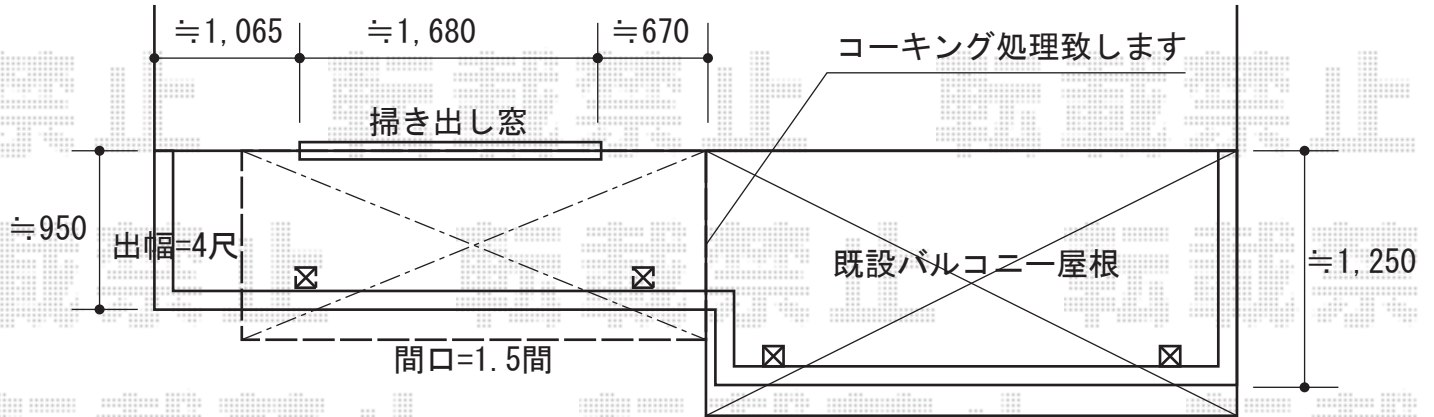 ≒1,065
≒1,680
≒670
コーキング処理致します
掃き出し窓
≒950
出幅=4尺
既設バルコニー屋根
≒1,250
間口=1.5間